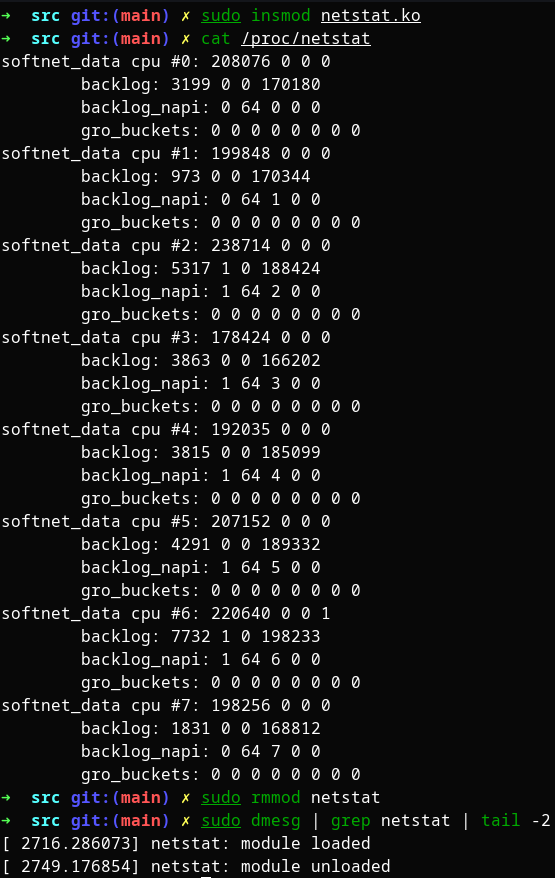 ➜  src git:(main) ✗ sudo insmod netstat.ko
➜  src git:(main) ✗ cat /proc/netstat
softnet_data cpu #0: 208076 0 0 0
        backlog: 3199 0 0 170180
        backlog_napi: 0 64 0 0 0
        gro_buckets: 0 0 0 0 0 0 0 0
softnet_data cpu #1: 199848 0 0 0
        backlog: 973 0 0 170344
        backlog_napi: 0 64 1 0 0
        gro_buckets: 0 0 0 0 0 0 0 0
softnet_data cpu #2: 238714 0 0 0
        backlog: 5317 1 0 188424
        backlog_napi: 1 64 2 0 0
        gro_buckets: 0 0 0 0 0 0 0 0
softnet_data cpu #3: 178424 0 0 0
        backlog: 3863 0 0 166202
        backlog_napi: 1 64 3 0 0
        gro_buckets: 0 0 0 0 0 0 0 0
softnet_data cpu #4: 192035 0 0 0
        backlog: 3815 0 0 185099
        backlog_napi: 1 64 4 0 0
        gro_buckets: 0 0 0 0 0 0 0 0
softnet_data cpu #5: 207152 0 0 0
        backlog: 4291 0 0 189332
        backlog_napi: 1 64 5 0 0
        gro_buckets: 0 0 0 0 0 0 0 0
softnet_data cpu #6: 220640 0 0 1
        backlog: 7732 1 0 198233
        backlog_napi: 1 64 6 0 0
        gro_buckets: 0 0 0 0 0 0 0 0
softnet_data cpu #7: 198256 0 0 0
        backlog: 1831 0 0 168812
        backlog_napi: 0 64 7 0 0
        gro_buckets: 0 0 0 0 0 0 0 0
➜  src git:(main) ✗ sudo rmmod netstat
➜  src git:(main) ✗ sudo dmesg | grep netstat | tail -2
[ 2716.286073] netstat: module loaded
[ 2749.176854] netstat: module unloaded